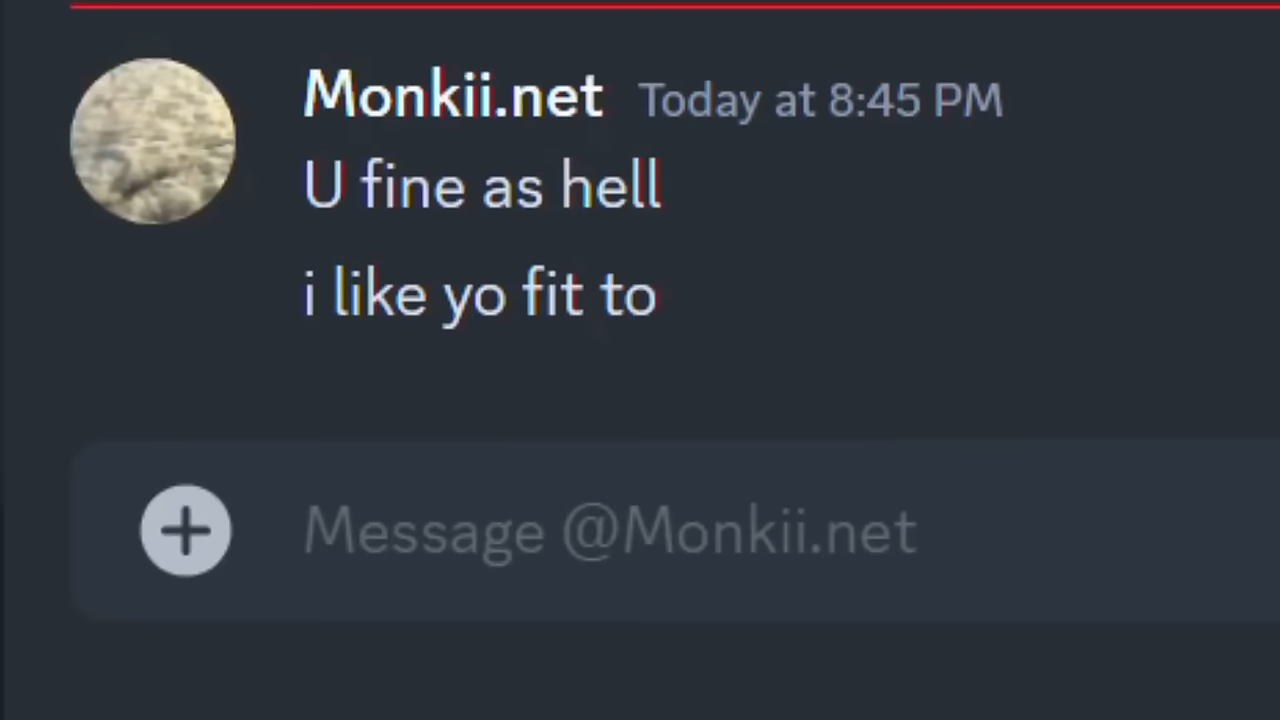 Monkii.net Today at 8:45 PM
U fine as hell
i like yo fit to
Message @Monkii.net